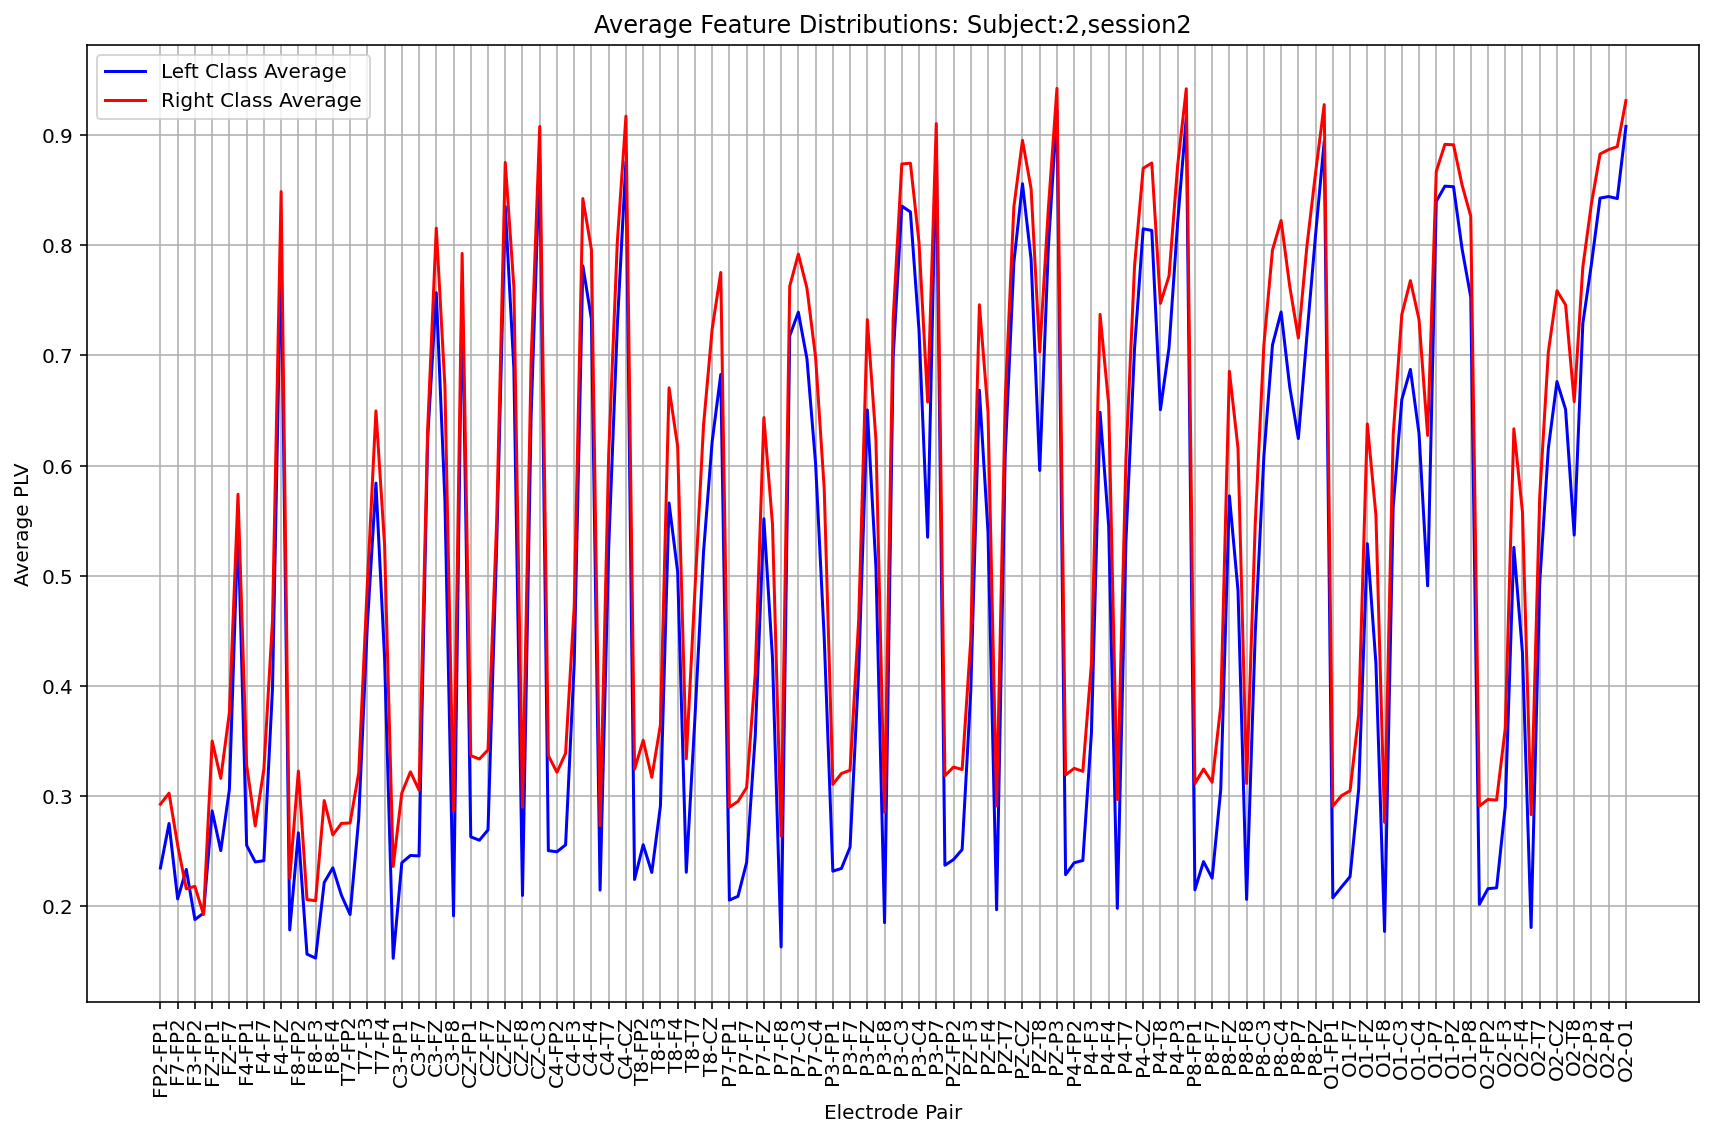 Average Feature Distributions: Subject:2,session2
Left Class Average
Right Class Average
Average PLV
0.9
0.8
0.7
0.6
0.5
0.4
0.3
0.2
FP2-FP1
F7-FP2
F3-FP2
FZ-FP1
FZ-F7
F4-FP1
F4-F7
F4-FZ
F8-FP2
F8-F3
F8-F4
T7-FP2
T7-F3
T7-F4
C3-FP1
C3-F7
C3-FZ
C3-F8
CZ-FP1
CZ-F7
CZ-FZ
CZ-F8
CZ-C3
C4-FP2
C4-F3
C4-F4
C4-T7
C4-CZ
T8-FP2
T8-F3
T8-F4
T8-T7
T8-CZ
P7-FP1
P7-F7
P7-FZ
P7-F8
P7-C3
P7-C4
P3-FP1
P3-F7
P3-FZ
P3-F8
P3-C3
P3-C4
P3-P7
PZ-FP2
PZ-F3
PZ-F4
PZ-T7
PZ-CZ
PZ-T8
PZ-P3
P4-FP2
P4-F3
P4-F4
P4-T7
P4-CZ
P4-T8
P4-P3
P8-FP1
P8-F7
P8-FZ
P8-F8
P8-C3
P8-C4
P8-P7
P8-PZ
O1-FP1
O1-F7
O1-FZ
O1-F8
O1-C3
O1-C4
O1-P7
O1-PZ
O1-P8
O2-FP2
O2-F3
O2-F4
O2-T7
O2-CZ
O2-T8
O2-P3
O2-P4
O2-O1
Electrode Pair